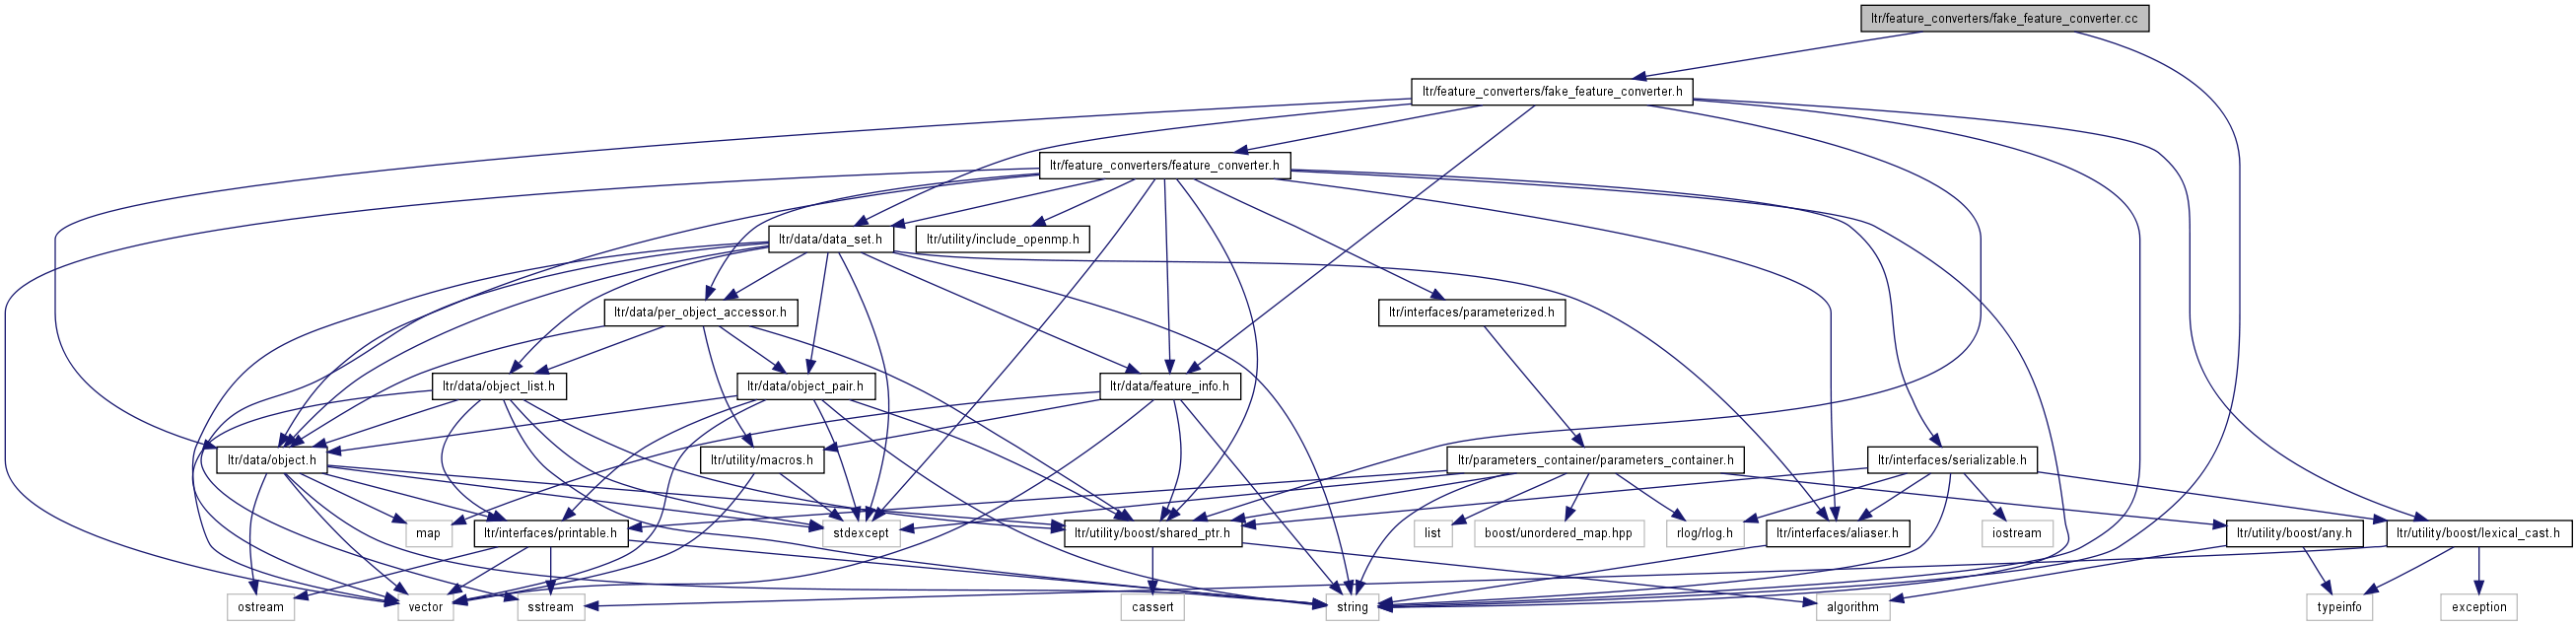 ltr/feature_converters/fake_feature_converter.cc
ltr/feature_converters/fake_feature_converter.h
ltr/feature_converters/feature_converter.h
ltr/data/data_set.h
ltr/utility/include_openmp.h
ltr/data/per_object_accessor.h
ltr/interfaces/parameterized.h
ltr/data/object_list.h
ltr/data/object_pair.h
ltr/data/feature_info.h
ltr/data/object.h
ltr/utility/macros.h
ltr/parameters_container/parameters_container.h
ltr/interfaces/serializable.h
map
ltr/interfaces/printable.h
stdexcept
ltr/utility/boost/shared_ptr.h
list
boost/unordered_map.hpp
rlog/rlog.h
ltr/interfaces/aliaser.h
iostream
ltr/utility/boost/any.h
ltr/utility/boost/lexical_cast.h
ostream
vector
sstream
cassert
string
algorithm
typeinfo
exception